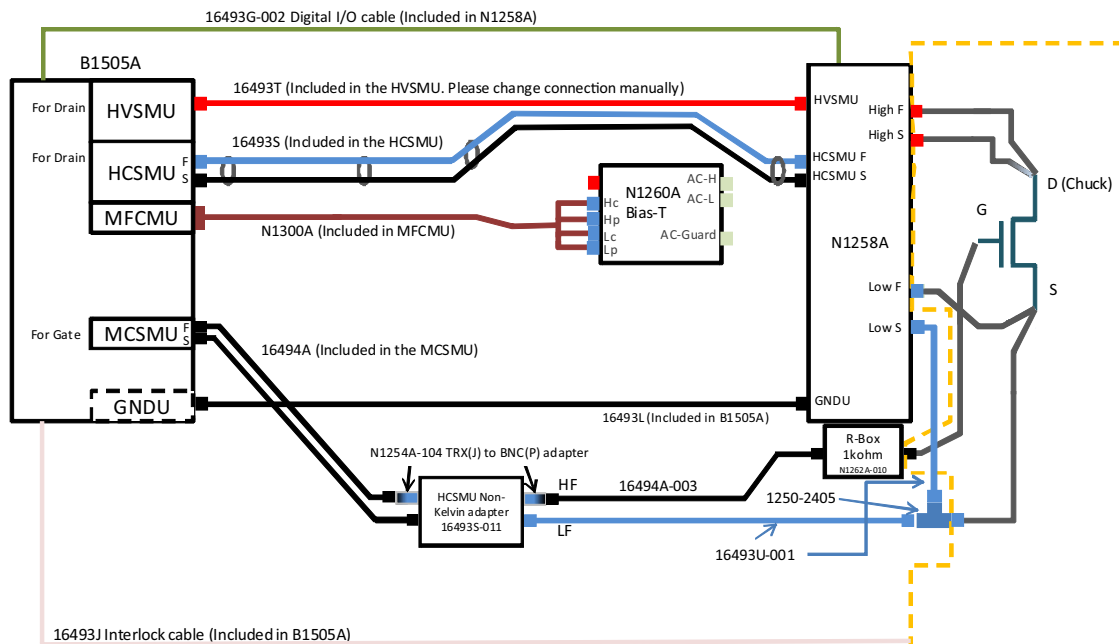 16493G-002 Digital I/O cable (Included in N1258A)
B1505A
16493T (Included in the HVSMU. Please change connection manually)
For Drain
HVSMU
HVSMU
High F
16493S (Included in the HCSMU)
High S
For Drain
HCSMU
F
S
HCSMU F
HCSMU S
D (Chuck)
MFCMU
N1300A (Included in MFCMU)
N1260A
Bias-T
Hc
Hp
Lc
Lp
AC-H
AC-L
AC-Guard
G
N1258A
S
Low F
Low S
For Gate
MCSMU
F
S
16494A (Included in the MCSMU)
GNDU
GNDU
16493L(Included in B1505A)
R-Box
1kohm
N1262A-010
N1254A-104 TRX(J) to BNC(P) adapter
HCSMU Non-
Kelvin adapter
16493S-011
HF
16494A-003
1250-2405
LF
16493U-001
16493J Interlock cable (Included in B1505A)